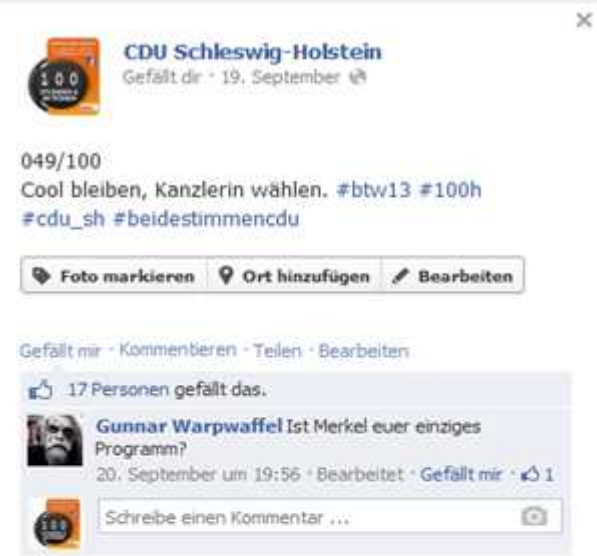 CDU Schleswig-Holstein
Gefällt dir · 19. September
100
049/100
Cool bleiben, Kanzlerin wählen. #btw13 #100h
#cdu_sh #beidestimmencdu
Foto markieren Ort hinzufügen Bearbeiten
Gefällt mir · Kommentieren · Teilen · Bearbeiten
17 Personen gefällt das.
Gunnar Warpwaffel Ist Merkel euer einziges
Programm?
20. September um 19:56 · Bearbeitet · Gefällt mir · 1
Schreibe einen Kommentar ...
100